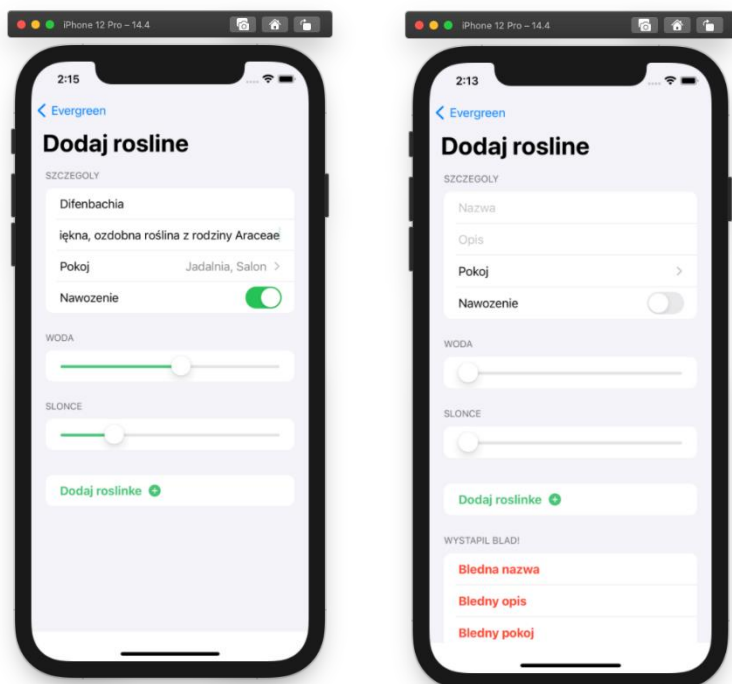 iPhone 12 Pro – 14.4
2:15
Evergreen
Dodaj rosline
SZCZEGOLY
Difenbachia
iękna, ozdobna roślina z rodziny Araceae
Pokoj Jadalnia, Salon
Nawozenie
WODA
SLONCE
Dodaj roslinke
iPhone 12 Pro – 14.4
2:13
Evergreen
Dodaj rosline
SZCZEGOLY
Nazwa
Opis
Pokoj
Nawozenie
WODA
SLONCE
Dodaj roslinke
WYSTAPIL BLAD!
Bledna nazwa
Bledny opis
Bledny pokoj